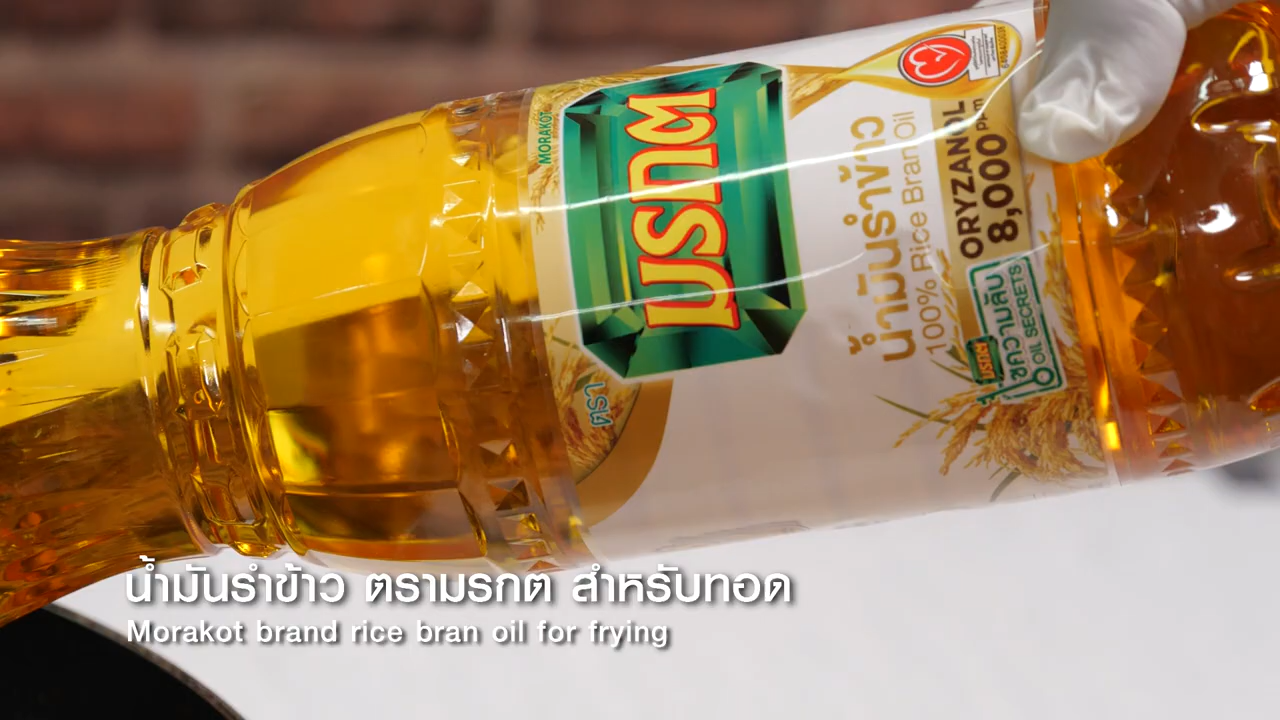 MORAKOT
มรกต
ตรา
น้ำมันรำข้าว
100% Rice Bran Oil
ORYZANOL
8,000 PPM
มรกต
ไขความลับ
OIL SECRETS
น้ำมันรำข้าว ตรามรกต สำหรับทอด
Morakot brand rice bran oil for frying